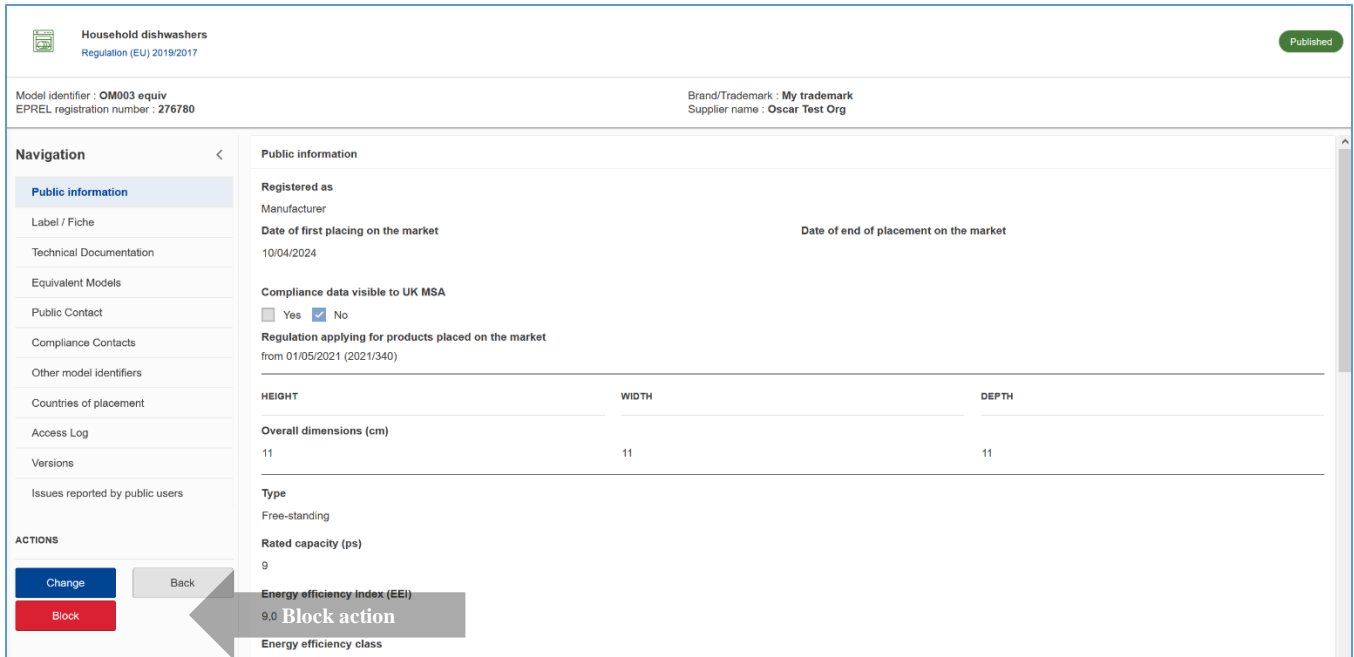 Household dishwashers
Regulation (EU) 2019/2017
Published
Model identifier : OM003 equiv
EPREL registration number : 276780
Brand/Trademark : My trademark
Supplier name : Oscar Test Org
Navigation
Public information
Label / Fiche
Technical Documentation
Equivalent Models
Public Contact
Compliance Contacts
Other model identifiers
Countries of placement
Access Log
Versions
Issues reported by public users
ACTIONS
Change
Back
Block
Public information
Registered as
Manufacturer
Date of first placing on the market
Date of end of placement on the market
10/04/2024
Compliance data visible to UK MSA
Yes No
Regulation applying for products placed on the market
from 01/05/2021 (2021/340)
HEIGHT WIDTH DEPTH
Overall dimensions (cm)
11 11 11
Type
Free-standing
Rated capacity (ps)
9
Energy efficiency Index (EEI)
9,0
Block action
Energy efficiency class